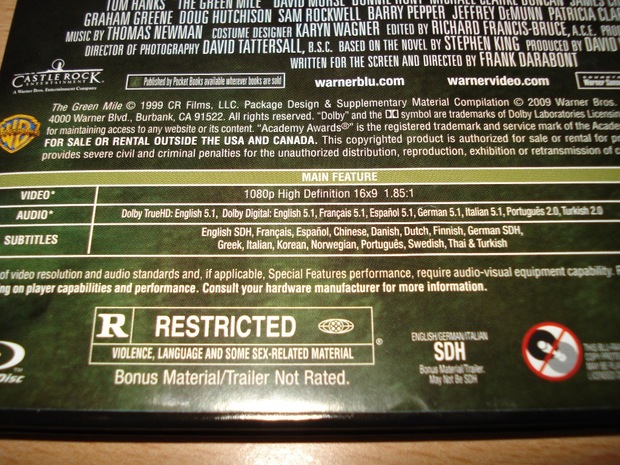 TOM HANKS "THE GREEN MILE" DAVID MORSE BONNIE HUNT MICHAEL CLARKE DUNCAN JAMES
GRAHAM GREENE DOUG HUTCHISON SAM ROCKWELL BARRY PEPPER JEFFREY DeMUNN PATRICIA
MUSIC BY THOMAS NEWMAN COSTUME DESIGNER KARYN WAGNER EDITED BY RICHARD FRANCIS-BRUCE, A.C.E.
DIRECTOR OF PHOTOGRAPHY DAVID TATTERSALL, B.S.C. BASED ON THE NOVEL BY STEPHEN KING PRODUCED BY DAVID
WRITTEN FOR THE SCREEN AND DIRECTED BY FRANK DARABONT
CASTLE ROCK
ENTERTAINMENT
A Warner Bros. Entertainment Company
Published by Pocket Books available wherever books are sold
warnerblu.com
warnervideo.com
WB
The Green Mile © 1999 CR Films, LLC. Package Design & Supplementary Material Compilation © 2009 Warner Bros.
4000 Warner Blvd., Burbank, CA 91522. All rights reserved. "Dolby" and the DD symbol are trademarks of Dolby Laboratories Licensing
for maintaining access to any website or its content. "Academy Awards®" is the registered trademark and service mark of the
FOR SALE OR RENTAL OUTSIDE THE USA AND CANADA. This copyrighted product is authorized for sale or rental for
provides severe civil and criminal penalties for the unauthorized distribution, reproduction, exhibition or retransmission of
MAIN FEATURE
VIDEO* 1080p High Definition 16x9 1.85:1
AUDIO* Dolby TrueHD: English 5.1, Dolby Digital: English 5.1, Français 5.1, Español 5.1, German 5.1, Italian 5.1, Português 2.0, Turkish 2.0
SUBTITLES English SDH, Français, Español, Chinese, Danish, Dutch, Finnish, German SDH,
Greek, Italian, Korean, Norwegian, Português, Swedish, Thai & Turkish
of video resolution and audio standards and, if applicable, Special Features performance, require audio-visual equipment capability.
on player capabilities and performance. Consult your hardware manufacturer for more information.
R RESTRICTED ®
VIOLENCE, LANGUAGE AND SOME SEX-RELATED MATERIAL
Bonus Material/Trailer Not Rated.
Disc™
ENGLISH/GERMAN/ITALIAN
SDH
Bonus Material/Trailer.
May Not Be SDH